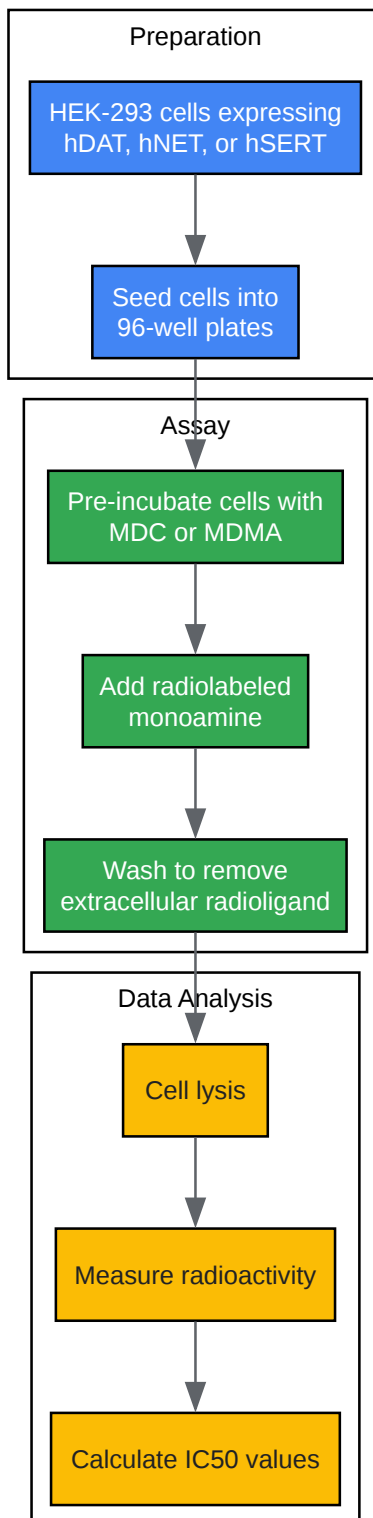 Preparation
HEK-293 cells expressing
hDAT, hNET, or hSERT
Seed cells into
96-well plates
Assay
Pre-incubate cells with
MDC or MDMA
Add radiolabeled
monoamine
Wash to remove
extracellular radioligand
Data Analysis
Cell lysis
Measure radioactivity
Calculate IC50 values